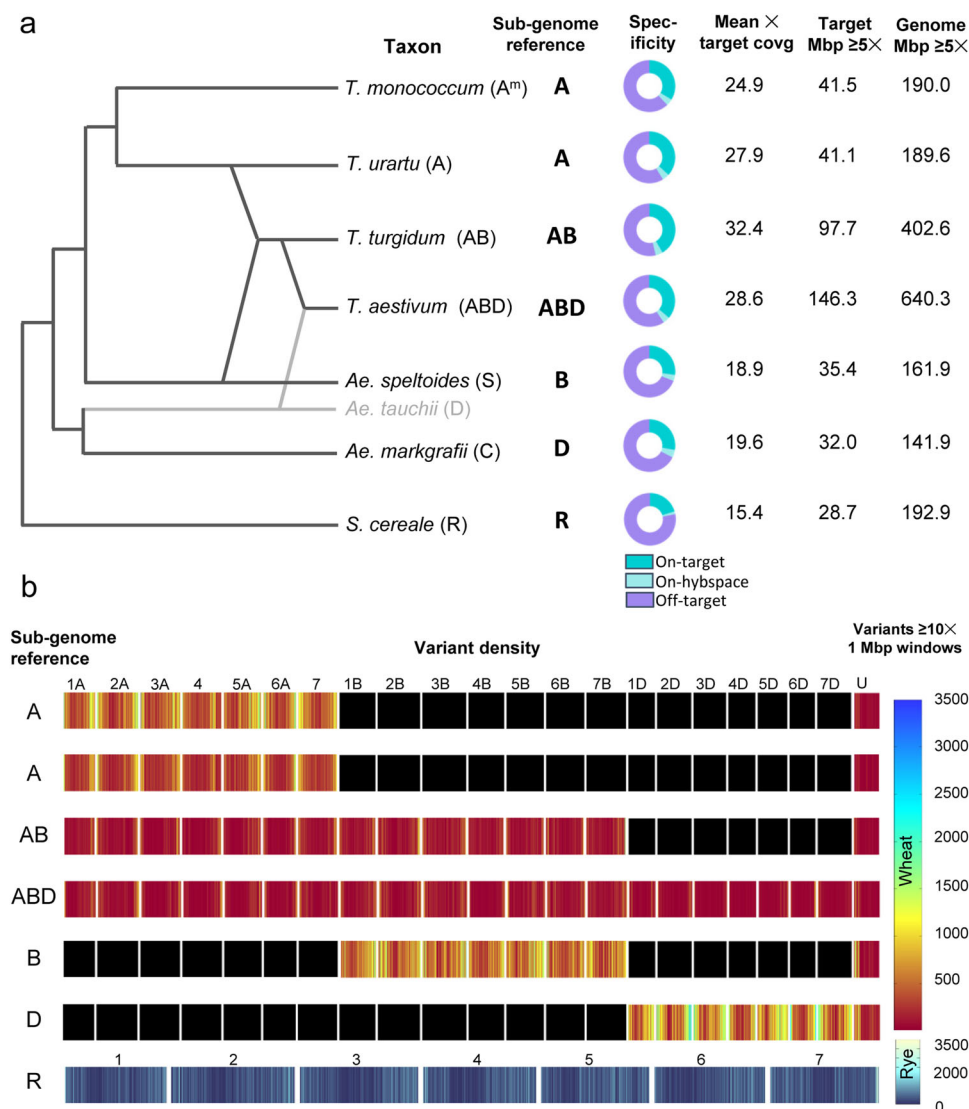 a
Taxon
Sub-genome reference
Spec-ificity
Mean × target covg
Target Mbp ≥5×
Genome Mbp ≥5×
T. monococcum (Aᵐ) A 24.9 41.5 190.0
T. urartu (A) A 27.9 41.1 189.6
T. turgidum (AB) AB 32.4 97.7 402.6
T. aestivum (ABD) ABD 28.6 146.3 640.3
Ae. speltoides (S) B 18.9 35.4 161.9
Ae. tauchii (D)
Ae. markgrafii (C) D 19.6 32.0 141.9
S. cereale (R) R 15.4 28.7 192.9
On-target
On-hybspace
Off-target
b
Sub-genome reference
Variant density
Variants ≥10×
1 Mbp windows
1A 2A 3A 4 5A 6A 7 1B 2B 3B 4B 5B 6B 7B 1D 2D 3D 4D 5D 6D 7D U
A
A
AB
ABD
B
D
1 2 3 4 5 6 7
R
3500
3000
2500
2000
1500
1000
500
Wheat
3500
2000
0
Rye